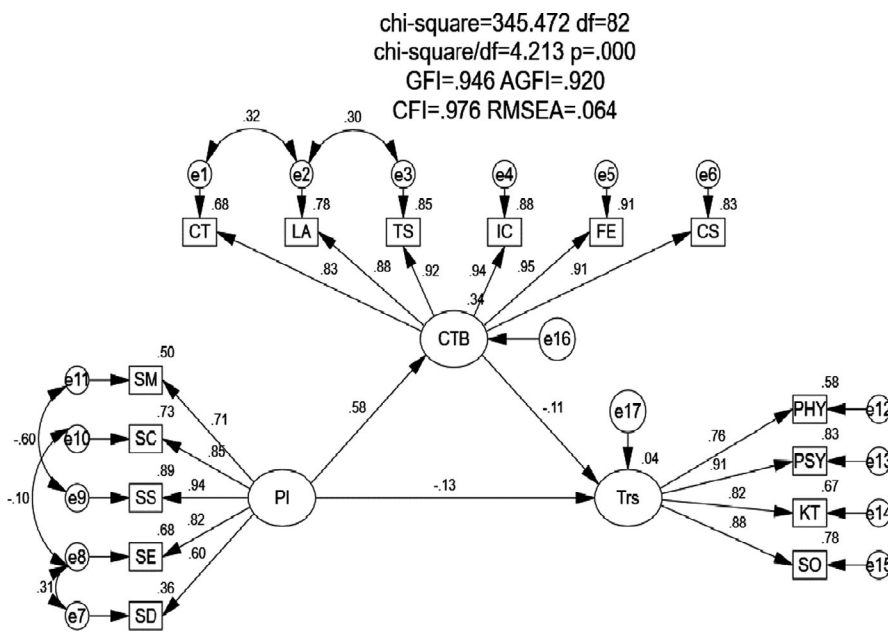 chi-square=345.472 df=82
chi-square/df=4.213 p=.000
GFI=.946 AGFI=.920
CFI=.976 RMSEA=.064
.32 .30
e1 e2 e3 e4 e5 e6
.68 .78 .85 .88 .91 .83
CT LA TS IC FE CS
.83 .88 .92 .94 .95 .91
.34
CTB e16
.50
e11 SM
.71
.73
e10 SC
.85
-.60
.89
e9 SS
.94
-.10
.68
e8 SE
.82
.31
.60
.36
e7 SD
PI
.58
-.11
-.13
e17
.04
Trs
.58
.76 PHY e12
.83
.91 PSY e13
.67
.82 KT e14
.78
.88 SO e15